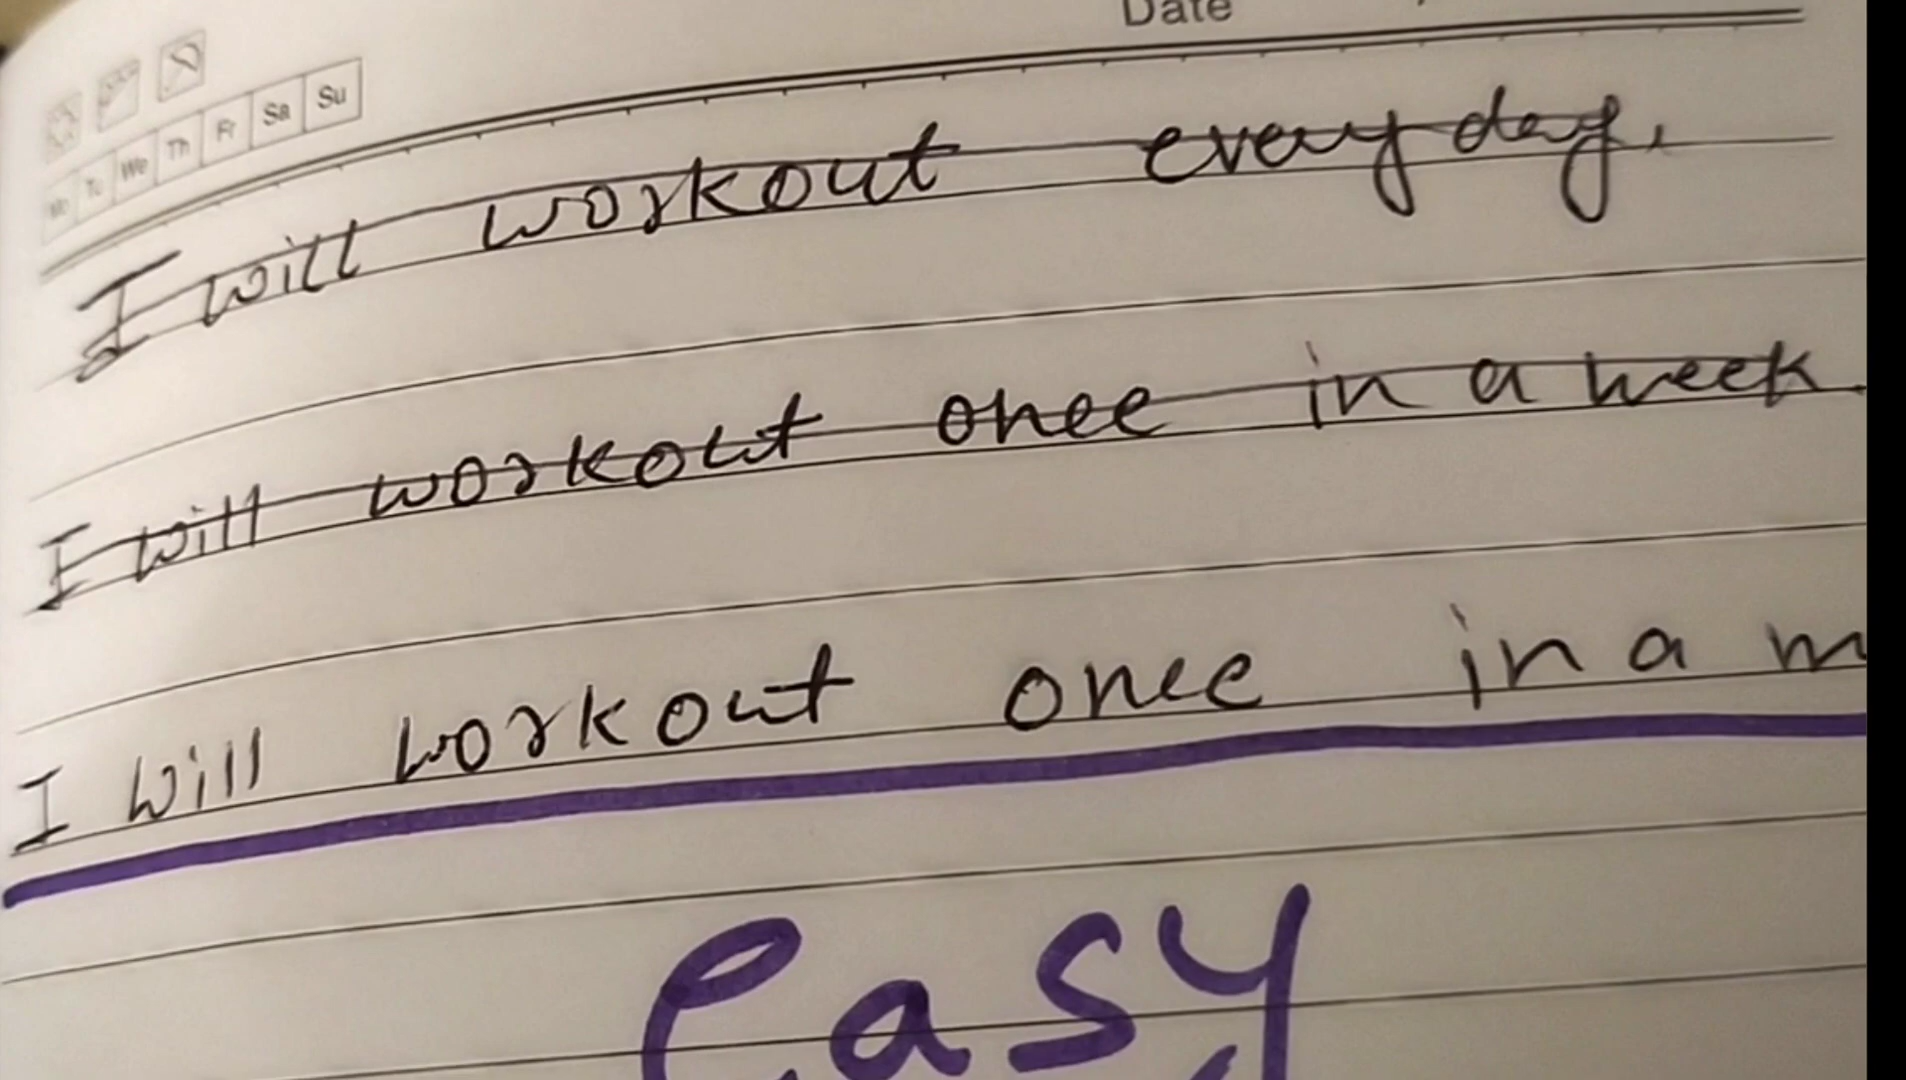 Date
Mo Tu We Th Fr Sa Su
I will workout everyday.
I will workout once in a week.
I will workout once in a m
easy